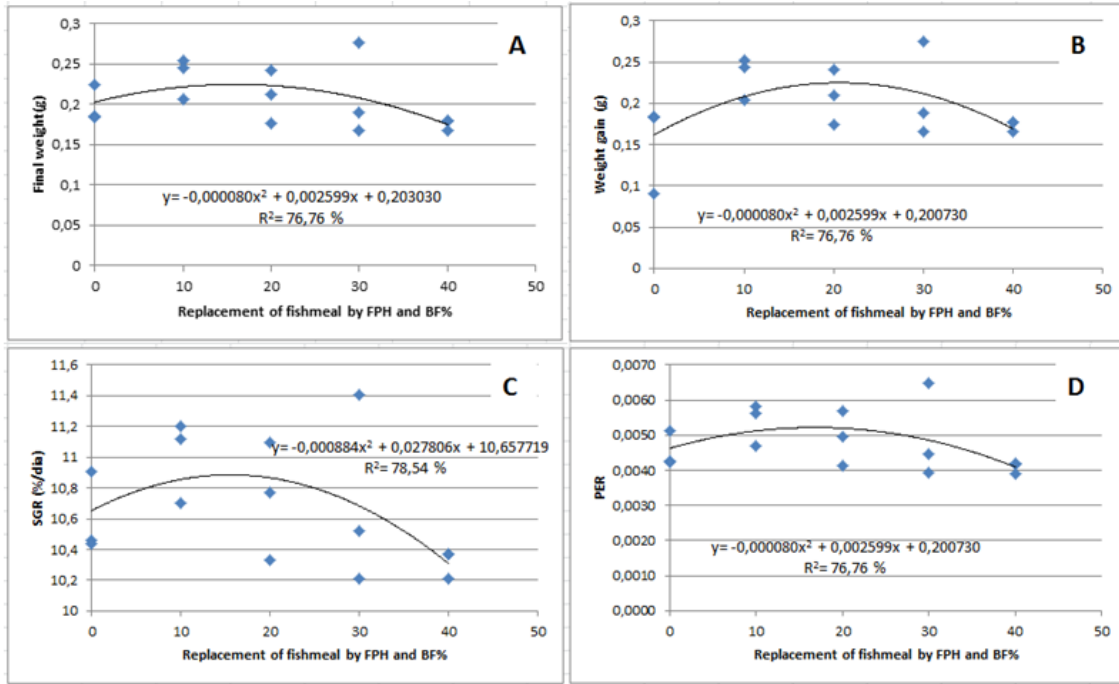 A
Final weight(g)
0,3
0,25
0,2
0,15
0,1
0,05
0
y= -0,000080x² + 0,002599x + 0,203030
R²= 76,76 %
0 10 20 30 40 50
Replacement of fishmeal by FPH and BF%
B
Weight gain (g)
0,3
0,25
0,2
0,15
0,1
0,05
0
y= -0,000080x² + 0,002599x + 0,200730
R²= 76,76 %
0 10 20 30 40 50
Replacement of fishmeal by FPH and BF%
C
SGR (%/dia)
11,6
11,4
11,2
11
10,8
10,6
10,4
10,2
10
y= -0,000884x² + 0,027806x + 10,657719
R²= 78,54 %
0 10 20 30 40 50
Replacement of fishmeal by FPH and BF%
D
PER
0,0070
0,0060
0,0050
0,0040
0,0030
0,0020
0,0010
0,0000
y= -0,000080x² + 0,002599x + 0,200730
R²= 76,76 %
0 10 20 30 40 50
Replacement of fishmeal by FPH and BF%